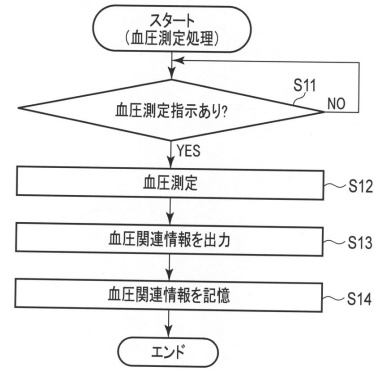 スタート
(血圧測定処理)
S11
血圧測定指示あり?
NO
YES
血圧測定
S12
血圧関連情報を出力
S13
血圧関連情報を記憶
S14
エンド